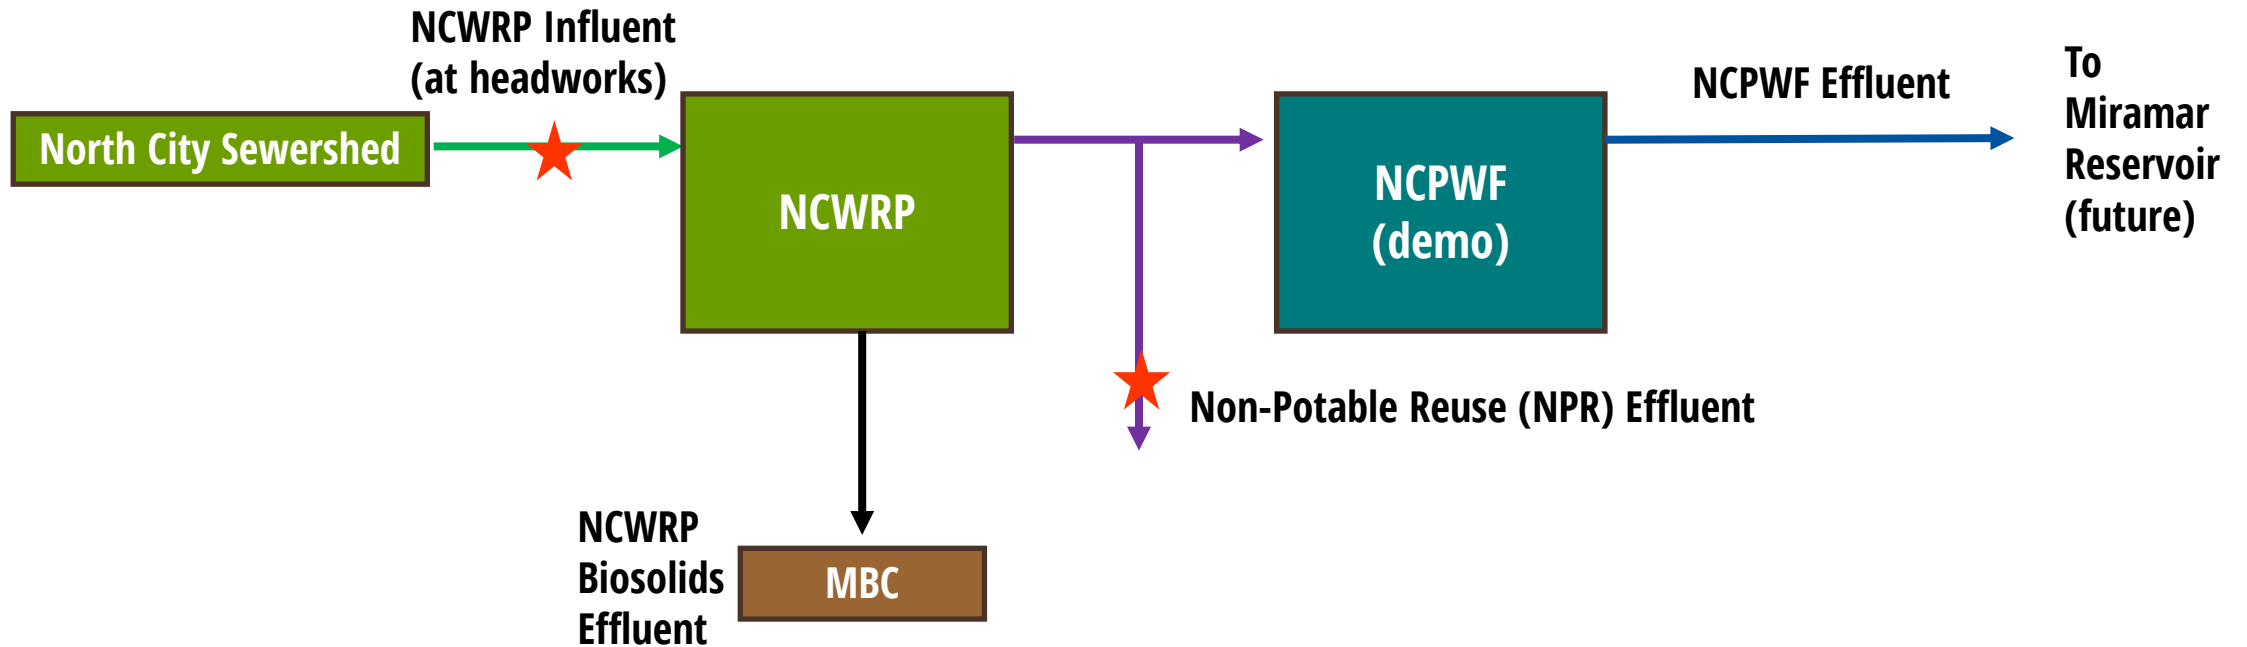 NCWRP Influent
(at headworks)
North City Sewershed
NCWRP
NCPWF
(demo)
NCPWF Effluent
To
Miramar
Reservoir
(future)
Non-Potable Reuse (NPR) Effluent
NCWRP
Biosolids
Effluent
MBC